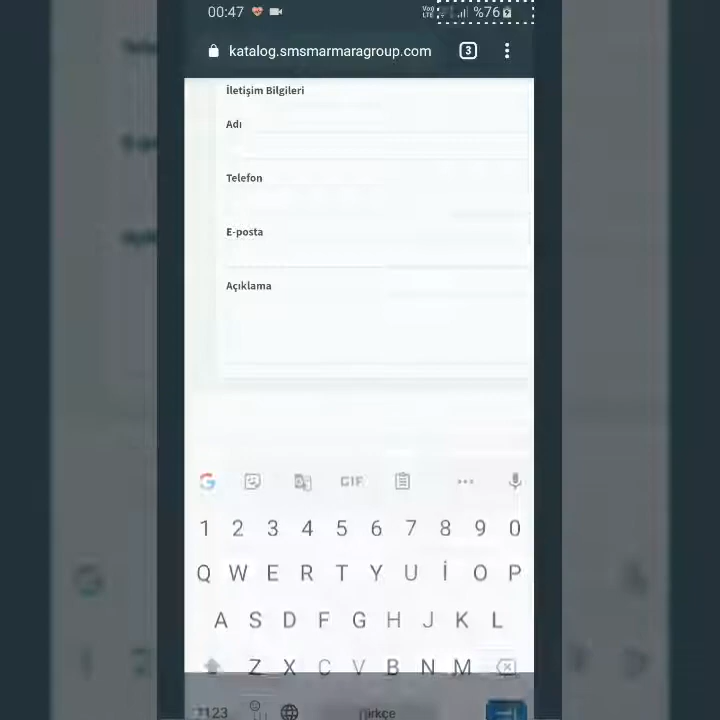 00:47
VoLTE %76
katalog.smsmarmaragroup.com 3
İletişim Bilgileri
Adı
Telefon
E-posta
Açıklama
GIF
1 2 3 4 5 6 7 8 9 0
Q W E R T Y U İ O P
A S D F G H J K L
Z X C V B N M
?123 Türkçe